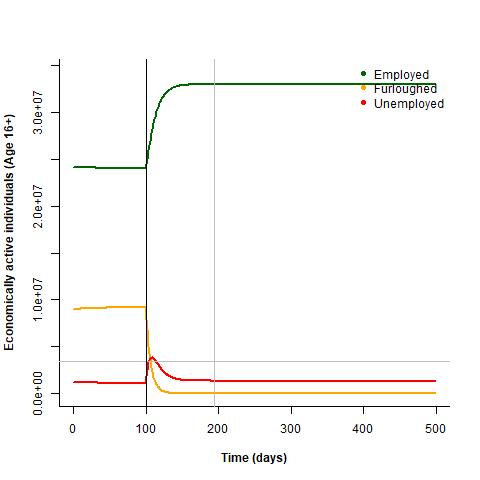 Employed
Furloughed
Unemployed
Economically active individuals (Age 16+)
3.0e+07
2.0e+07
1.0e+07
0.0e+00
0 100 200 300 400 500
Time (days)